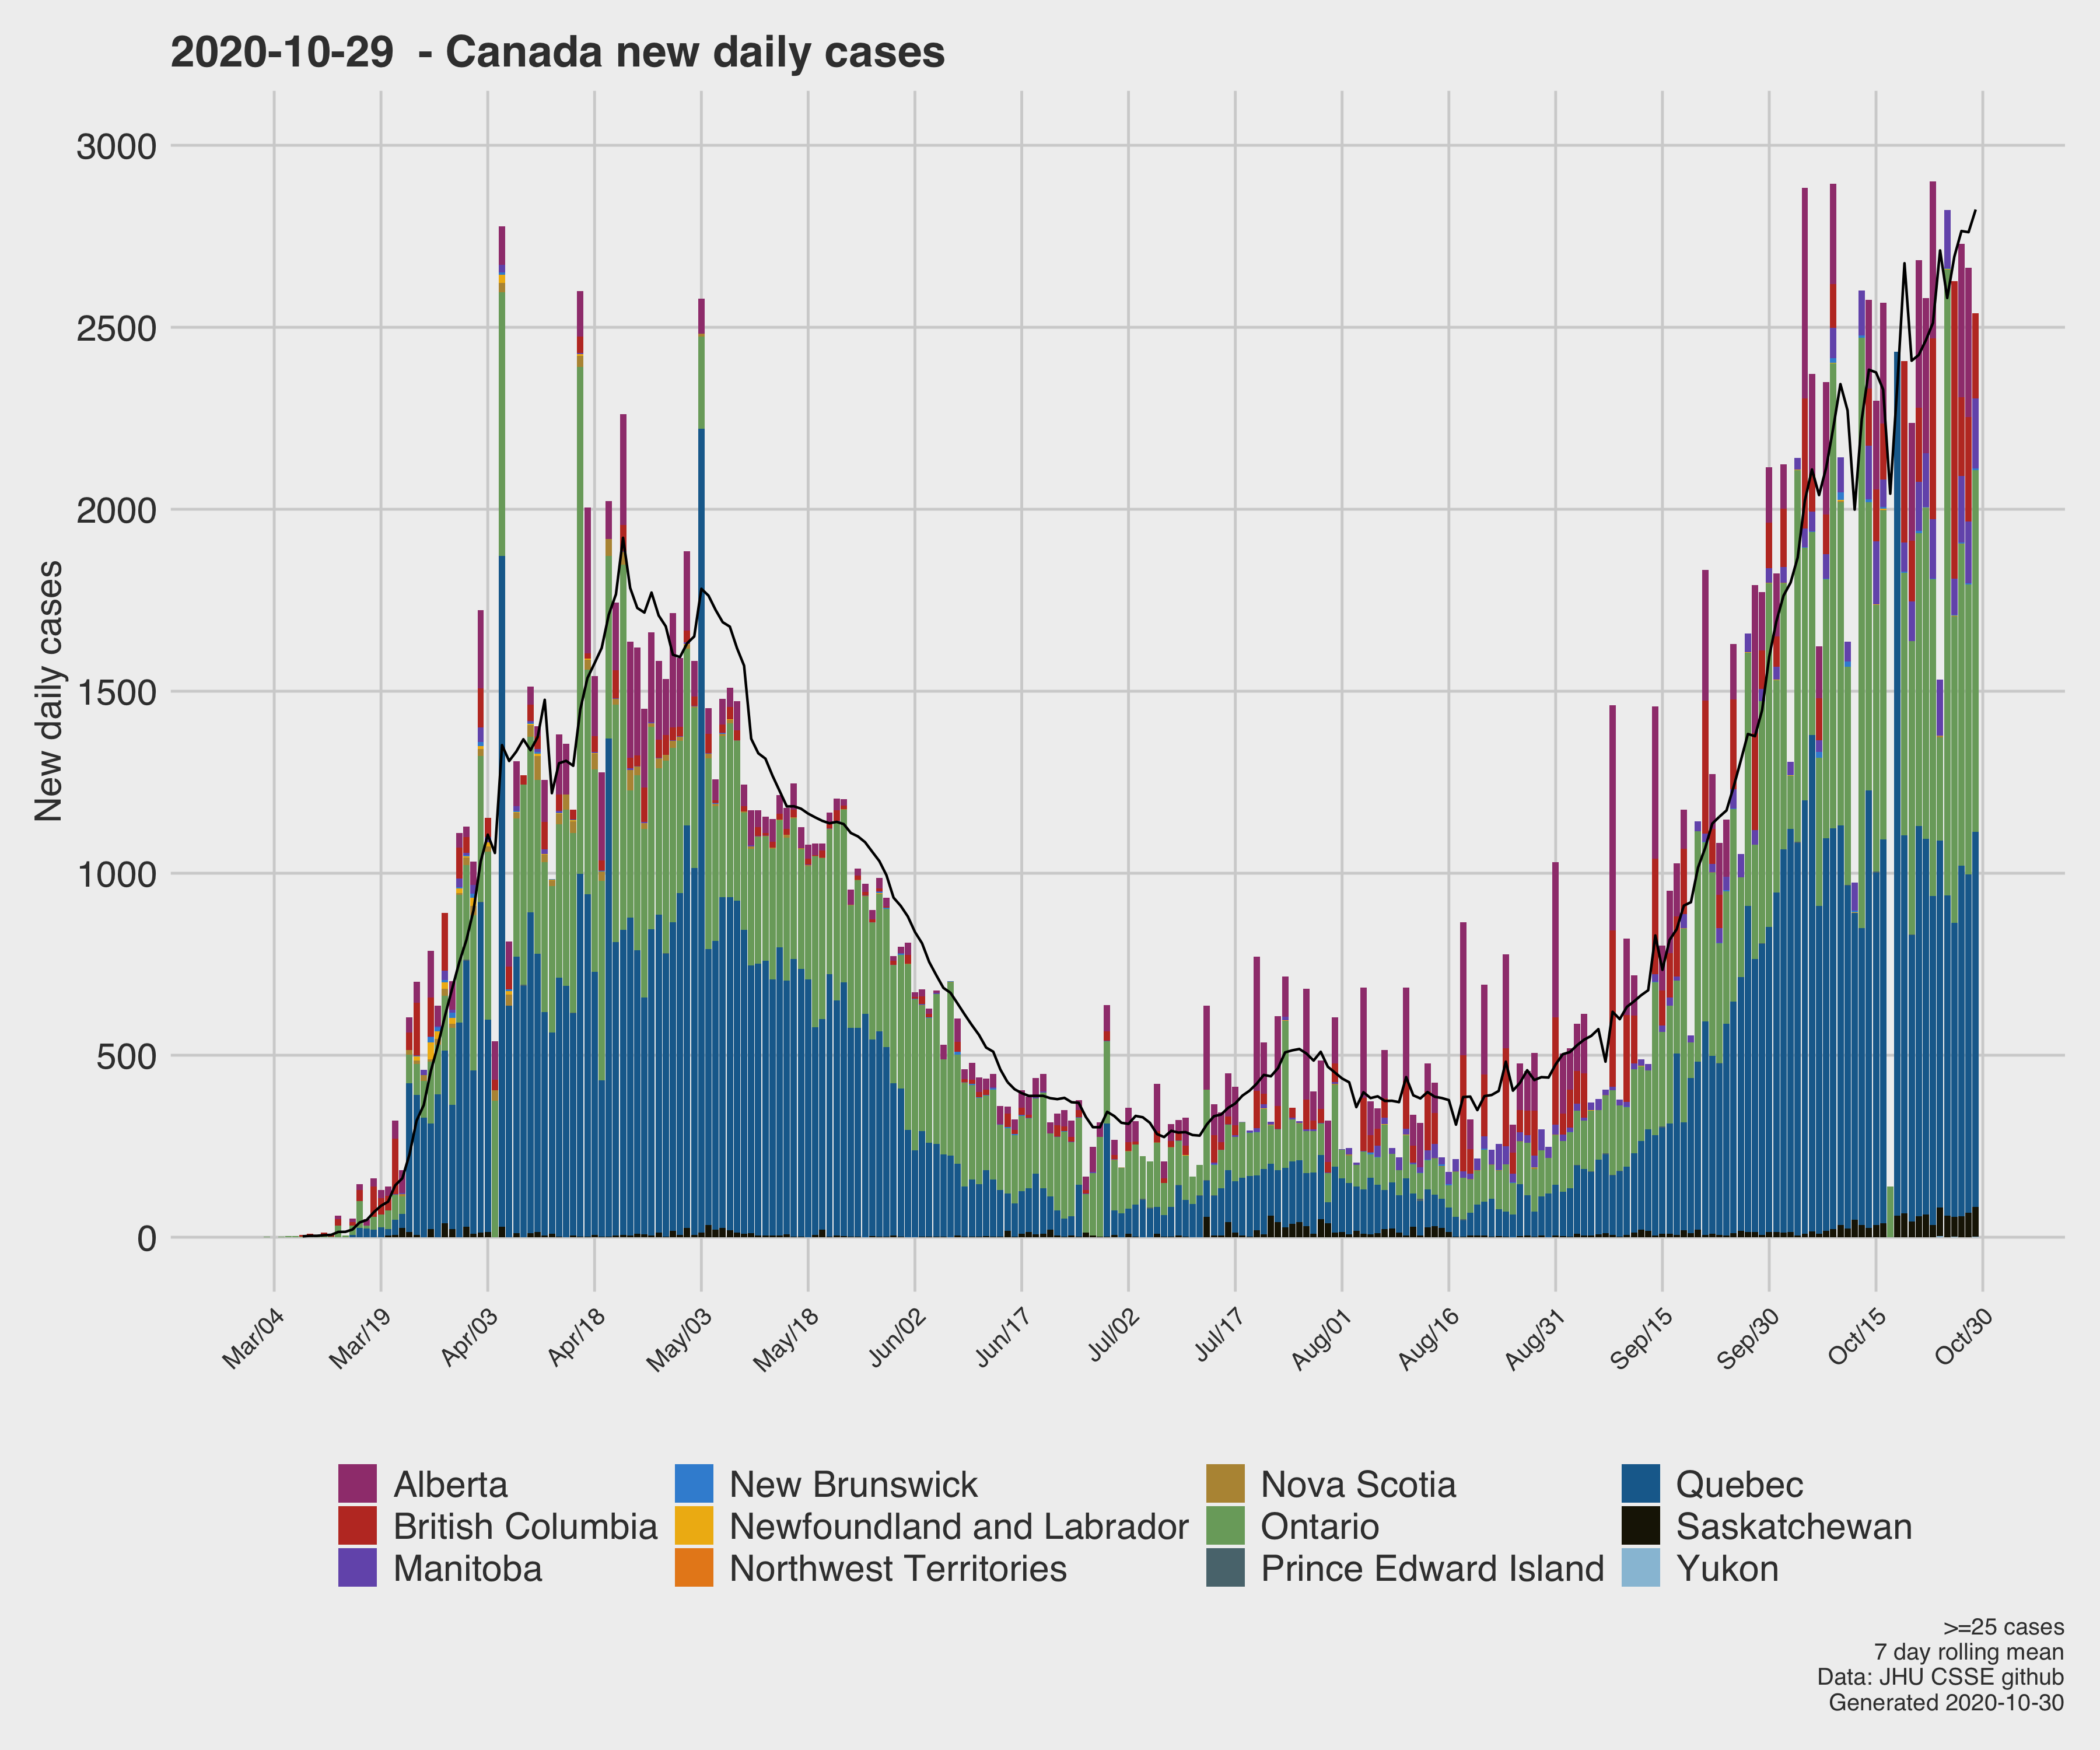 2020-10-29  - Canada new daily cases
3000
2500
2000
1500
1000
500
0
New daily cases
Mar/04
Mar/19
Apr/03
Apr/18
May/03
May/18
Jun/02
Jun/17
Jul/02
Jul/17
Aug/01
Aug/16
Aug/31
Sep/15
Sep/30
Oct/15
Oct/30
Alberta
New Brunswick
Nova Scotia
Quebec
British Columbia
Newfoundland and Labrador
Ontario
Saskatchewan
Manitoba
Northwest Territories
Prince Edward Island
Yukon
>=25 cases
7 day rolling mean
Data: JHU CSSE github
Generated 2020-10-30